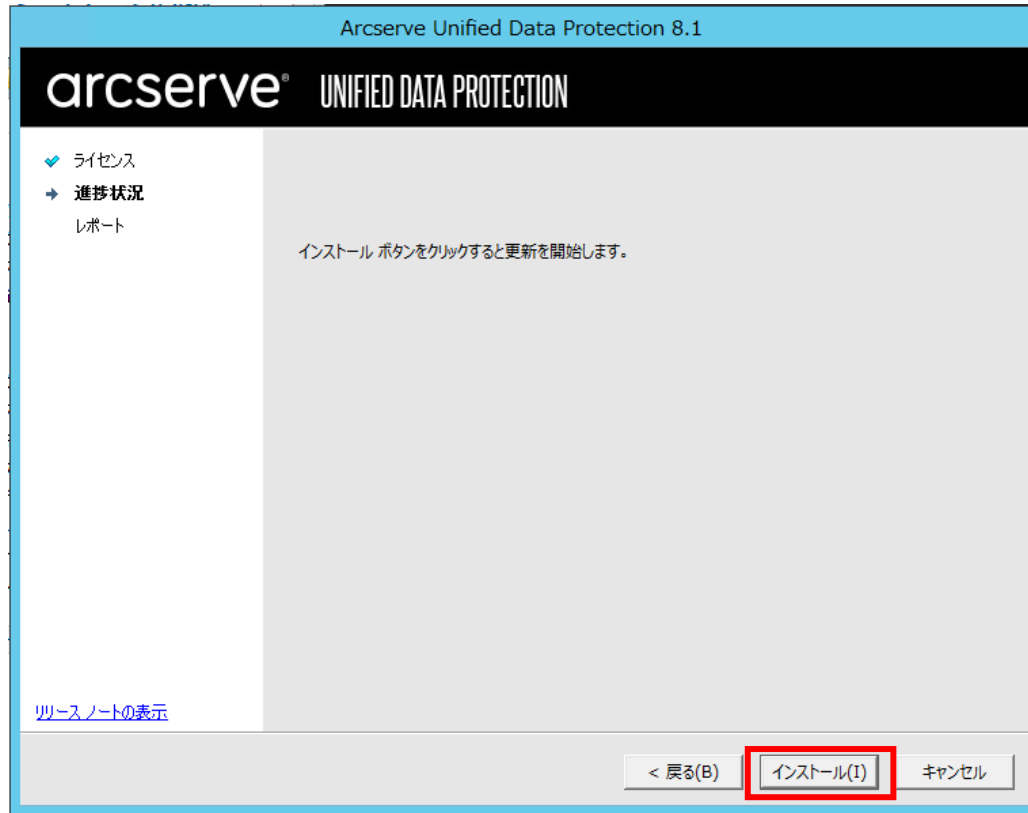 Arcserve Unified Data Protection 8.1
arcserve® UNIFIED DATA PROTECTION
ライセンス
進捗状況
レポート
インストール ボタンをクリックすると更新を開始します。
リリース ノートの表示
< 戻る(B)
インストール(I)
キャンセル